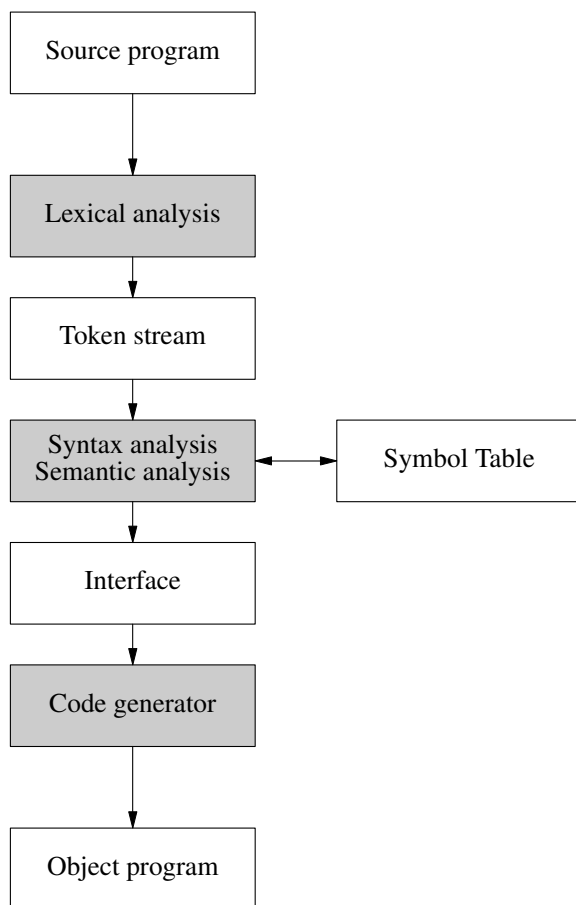 Source program
Lexical analysis
Token stream
Syntax analysis
Semantic analysis
Symbol Table
Interface
Code generator
Object program